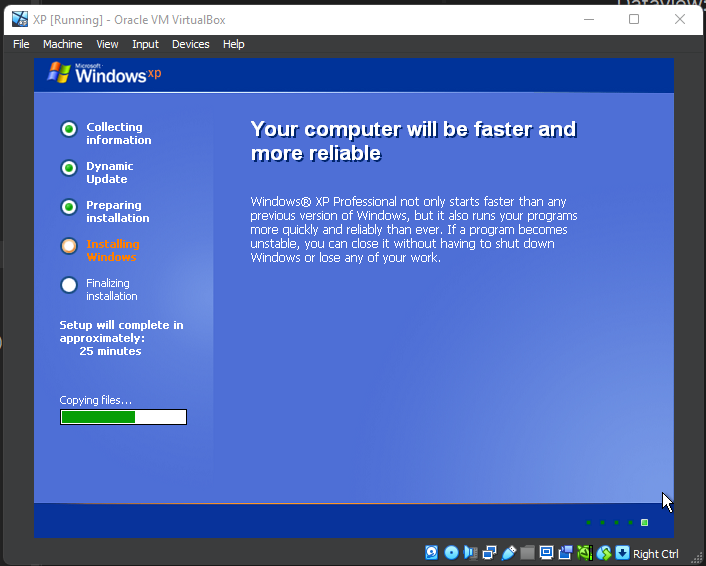 XP [Running] - Oracle VM VirtualBox
File Machine View Input Devices Help
Microsoft
Windows xp
Collecting
information
Dynamic
Update
Preparing
installation
Installing
Windows
Finalizing
installation
Setup will complete in
approximately:
25 minutes
Copying files...
Your computer will be faster and
more reliable
Windows® XP Professional not only starts faster than any
previous version of Windows, but it also runs your programs
more quickly and reliably than ever. If a program becomes
unstable, you can close it without having to shut down
Windows or lose any of your work.
Right Ctrl